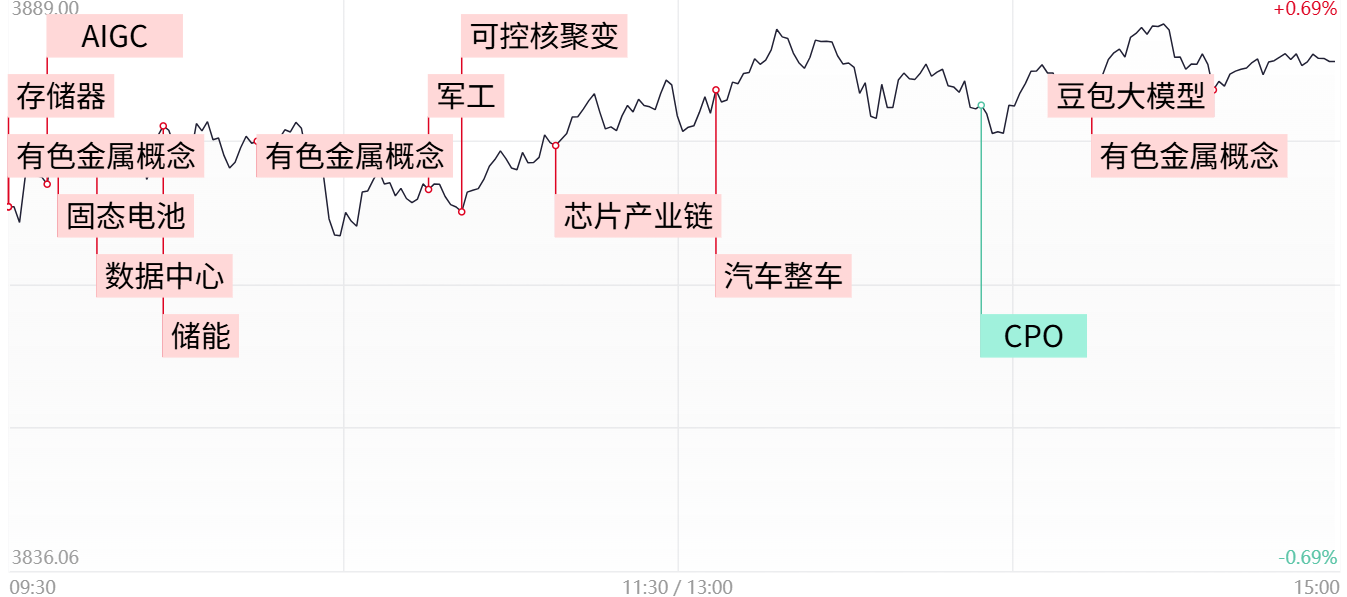 3889.00
+0.69%
AIGC
可控核聚变
存储器
军工
豆包大模型
有色金属概念
有色金属概念
有色金属概念
固态电池
芯片产业链
数据中心
汽车整车
储能
CPO
3836.06
-0.69%
09:30
11:30 / 13:00
15:00